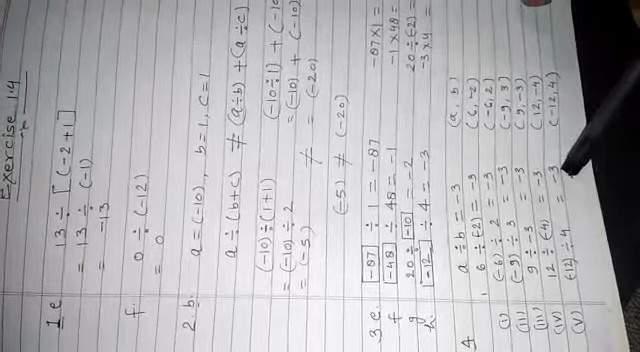 Exercise 1.4
1 e 13 ÷ [(-2+1]
= 13 ÷ (-1)
= -13
f. 0 ÷ (-12)
= 0
2. b. a = (-10), b = 1, c = 1
a ÷ (b+c) ≠ (a÷b) + (a÷c)
(-10) ÷ (1+1) (-10÷1) + (-10
= (-10) ÷ 2 = (-10) + (-10)
= (-5) ≠ = (-20)
(-5) ≠ (-20)
3 e. -87 ÷ 1 = -87 -87 × 1 =
f -48 ÷ 48 = -1 -1 × 48 =
g 20 ÷ -10 = -2 20 ÷ (-2) =
h. -12 ÷ 4 = -3 -3 × 4 =
4 a ÷ b = -3 (a, b)
(i) 6 ÷ (-2) = -3 (6, -2)
(ii) (-6) ÷ 2 = -3 (-6, 2)
(iii) (-9) ÷ 3 = -3 (-9, 3)
(iii) 9 ÷ -3 = -3 (9, -3)
(iv) 12 ÷ (-4) = -3 (12, -4)
(v) (12) ÷ 4 = -3 (-12, 4)